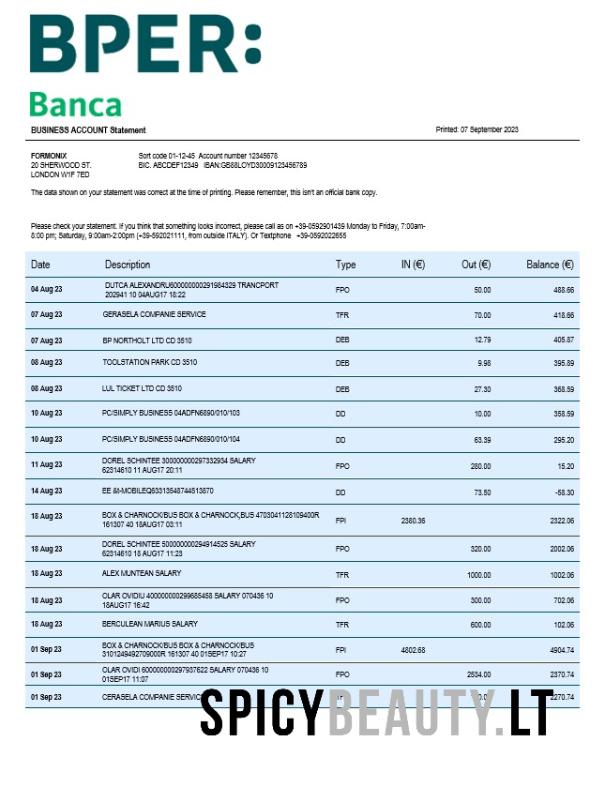 BPER:
Banca
BUSINESS ACCOUNT Statement Printed: 07 September 2023
FORMONIX Sort code 01-12-45 Account number 12345678
20 SHERWOOD ST. BIC. ABCDEF12349 IBAN:GB88LOYD30009123456789
LONDON W1F 7ED
The data shown on your statement was correct at the time of printing. Please remember, this isn't an official bank copy.
Please check your statement. If you think that something looks incorrect, please call as on +39-0592901439 Monday to Friday, 7:00am-
8:00 pm; Saturday, 9:00am-2:00pm (+39-592021111, from outside ITALY). Or Textphone +39-0592022655
Date Description Type IN (€) Out (€) Balance (€)
04 Aug 23 DUTCA ALEXANDRU600000000291984329 TRANCPORT
202941 10 04AUG17 18:22 FPO 50.00 488.66
07 Aug 23 GERASELA COMPANIE SERVICE TFR 70.00 418.66
07 Aug 23 BP NORTHOLT LTD CD 3510 DEB 12.79 405.87
08 Aug 23 TOOLSTATION PARK CD 3510 DEB 9.98 395.89
08 Aug 23 LUL TICKET LTD CD 3510 DEB 27.30 368.59
10 Aug 23 PC/SIMPLY BUSINESS 04ADFN6890/010/103 DD 10.00 358.59
10 Aug 23 PC/SIMPLY BUSINESS 04ADFN6890/010/104 DD 63.39 295.20
11 Aug 23 DOREL SCHINTEE 300000000297332934 SALARY
62314610 11 AUG17 20:11 FPO 280.00 15.20
14 Aug 23 EE &t-MOBILEQ63313548744513870 DD 73.50 -58.30
18 Aug 23 BOX & CHARNOCK/BUS BOX & CHARNOCK,BUS 4703041128109400R
161307 40 18AUG17 03:11 FPI 2380.36 2322.06
18 Aug 23 DOREL SCHINTEE 500000000294914525 SALARY
62314610 18 AUG17 11:23 FPO 320.00 2002.06
18 Aug 23 ALEX MUNTEAN SALARY TFR 1000.00 1002.06
18 Aug 23 OLAR OVIDIU 400000000299685458 SALARY 070436 10
18AUG17 16:42 FPO 300.00 702.06
18 Aug 23 BERCULEAN MARIUS SALARY TFR 600.00 102.06
01 Sep 23 BOX & CHARNOCK/BUS BOX & CHARNOCK/BUS
3101249492709000R 161307 40 01SEP17 10:27 FPI 4802.68 4904.74
01 Sep 23 OLAR OVIDI 600000000297937622 SALARY 070436 10
01SEP17 11:07 FPO 2534.00 2370.74
01 Sep 23 CERASELA COMPANIE SERVICE 2270.74
SPICYBEAUTY.LT